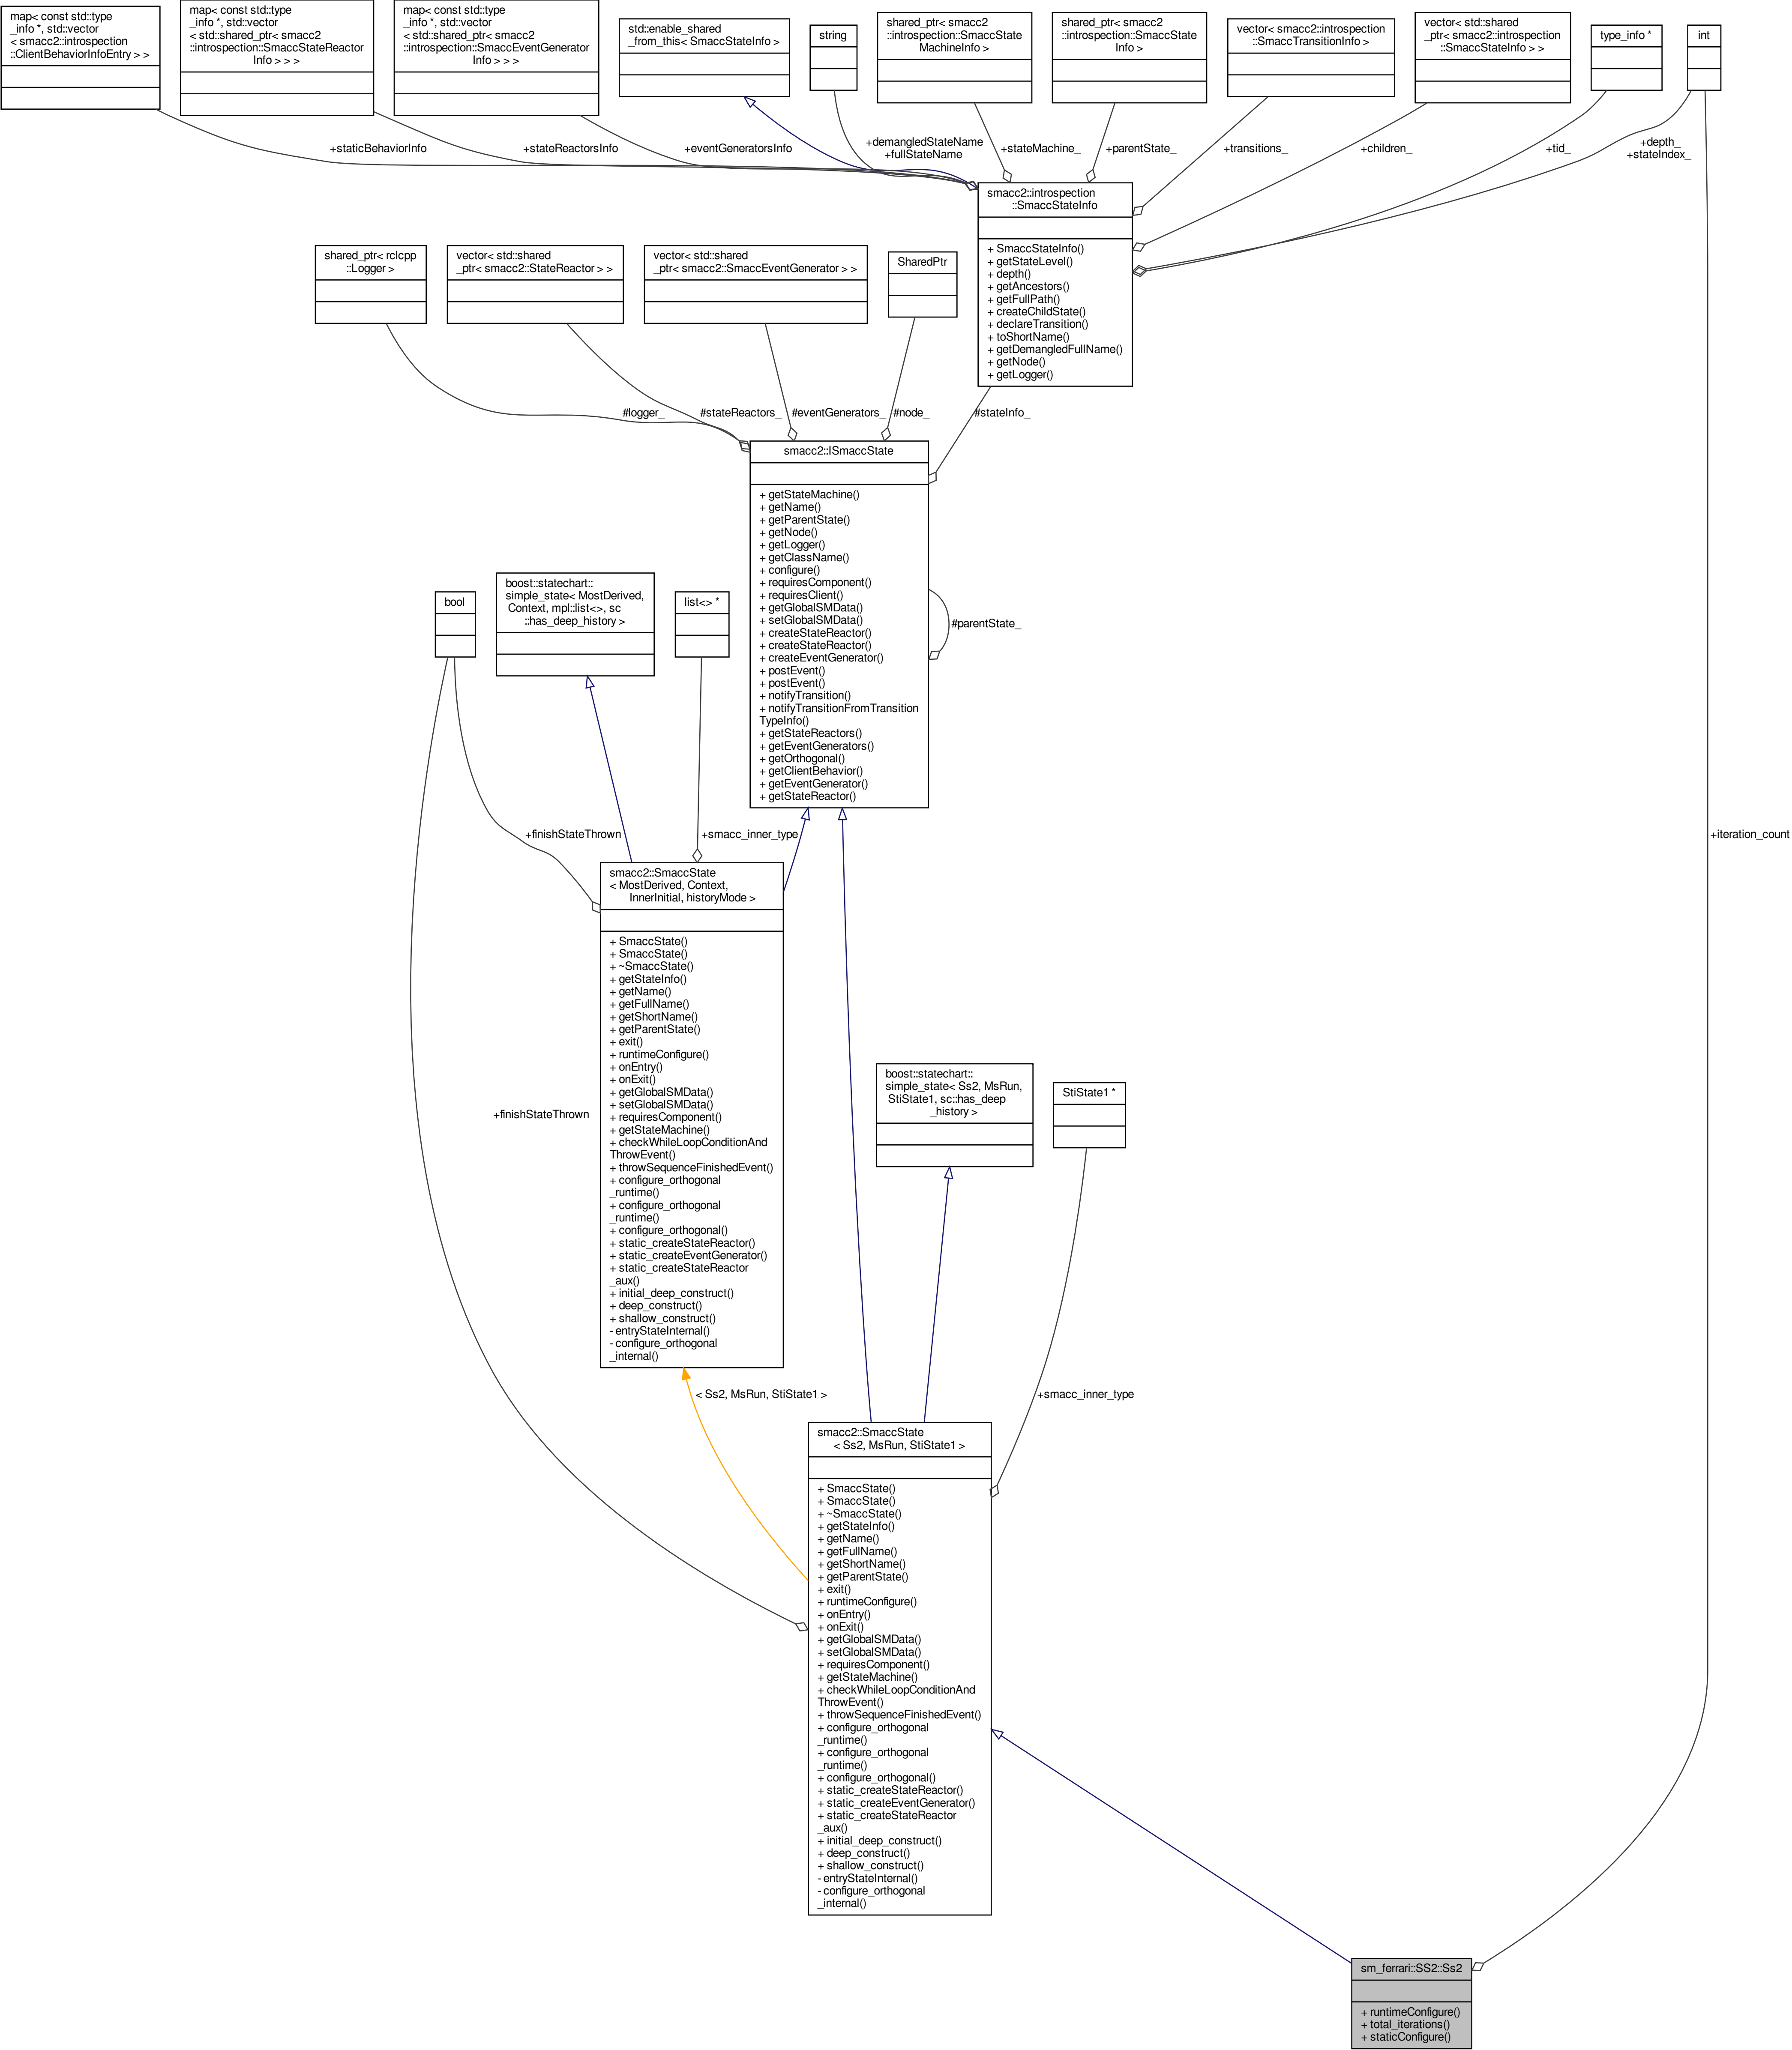 map< const std::type
_info *, std::vector
< smacc2::introspection
::ClientBehaviorInfoEntry > >
map< const std::type
_info *, std::vector
< std::shared_ptr< smacc2
::introspection::SmaccStateReactor
Info > > >
map< const std::type
_info *, std::vector
< std::shared_ptr< smacc2
::introspection::SmaccEventGenerator
Info > > >
std::enable_shared
_from_this< SmaccStateInfo >
string
shared_ptr< smacc2
::introspection::SmaccState
MachineInfo >
shared_ptr< smacc2
::introspection::SmaccState
Info >
vector< smacc2::introspection
::SmaccTransitionInfo >
vector< std::shared
_ptr< smacc2::introspection
::SmaccStateInfo > >
type_info *
int
+staticBehaviorInfo
+stateReactorsInfo
+eventGeneratorsInfo
+demangledStateName
+fullStateName
+stateMachine_
+parentState_
+transitions_
+children_
+tid_
+depth_
+stateIndex_
smacc2::introspection
::SmaccStateInfo
+ SmaccStateInfo()
+ getStateLevel()
+ depth()
+ getAncestors()
+ getFullPath()
+ createChildState()
+ declareTransition()
+ toShortName()
+ getDemangledFullName()
+ getNode()
+ getLogger()
shared_ptr< rclcpp
::Logger >
vector< std::shared
_ptr< smacc2::StateReactor > >
vector< std::shared
_ptr< smacc2::SmaccEventGenerator > >
SharedPtr
#logger_
#stateReactors_
#eventGenerators_
#node_
#stateInfo_
smacc2::ISmaccState
+ getStateMachine()
+ getName()
+ getParentState()
+ getNode()
+ getLogger()
+ getClassName()
+ configure()
+ requiresComponent()
+ requiresClient()
+ getGlobalSMData()
+ setGlobalSMData()
+ createStateReactor()
+ createStateReactor()
+ createEventGenerator()
+ postEvent()
+ postEvent()
+ notifyTransition()
+ notifyTransitionFromTransition
TypeInfo()
+ getStateReactors()
+ getEventGenerators()
+ getOrthogonal()
+ getClientBehavior()
+ getEventGenerator()
+ getStateReactor()
#parentState_
bool
boost::statechart::
simple_state< MostDerived,
Context, mpl::list<>, sc
::has_deep_history >
list<> *
+finishStateThrown
+smacc_inner_type
+iteration_count
smacc2::SmaccState
< MostDerived, Context,
InnerInitial, historyMode >
+ SmaccState()
+ SmaccState()
+ ~SmaccState()
+ getStateInfo()
+ getName()
+ getFullName()
+ getShortName()
+ getParentState()
+ exit()
+ runtimeConfigure()
+ onEntry()
+ onExit()
+ getGlobalSMData()
+ setGlobalSMData()
+ requiresComponent()
+ getStateMachine()
+ checkWhileLoopConditionAnd
ThrowEvent()
+ throwSequenceFinishedEvent()
+ configure_orthogonal
_runtime()
+ configure_orthogonal
_runtime()
+ configure_orthogonal()
+ static_createStateReactor()
+ static_createEventGenerator()
+ static_createStateReactor
_aux()
+ initial_deep_construct()
+ deep_construct()
+ shallow_construct()
- entryStateInternal()
- configure_orthogonal
_internal()
+finishStateThrown
boost::statechart::
simple_state< Ss2, MsRun,
StiState1, sc::has_deep
_history >
StiState1 *
< Ss2, MsRun, StiState1 >
+smacc_inner_type
smacc2::SmaccState
< Ss2, MsRun, StiState1 >
+ SmaccState()
+ SmaccState()
+ ~SmaccState()
+ getStateInfo()
+ getName()
+ getFullName()
+ getShortName()
+ getParentState()
+ exit()
+ runtimeConfigure()
+ onEntry()
+ onExit()
+ getGlobalSMData()
+ setGlobalSMData()
+ requiresComponent()
+ getStateMachine()
+ checkWhileLoopConditionAnd
ThrowEvent()
+ throwSequenceFinishedEvent()
+ configure_orthogonal
_runtime()
+ configure_orthogonal
_runtime()
+ configure_orthogonal()
+ static_createStateReactor()
+ static_createEventGenerator()
+ static_createStateReactor
_aux()
+ initial_deep_construct()
+ deep_construct()
+ shallow_construct()
- entryStateInternal()
- configure_orthogonal
_internal()
sm_ferrari::SS2::Ss2
+ runtimeConfigure()
+ total_iterations()
+ staticConfigure()